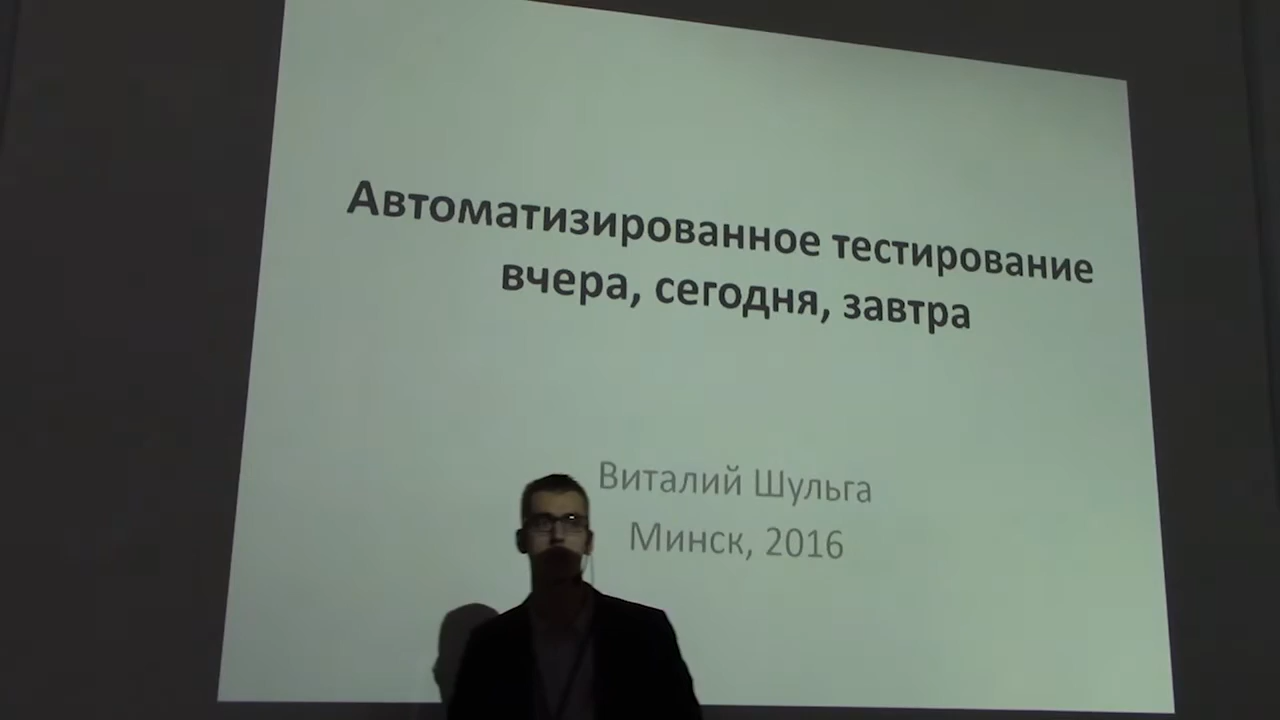 Автоматизированное тестирование
вчера, сегодня, завтра
Виталий Шульга
Минск, 2016